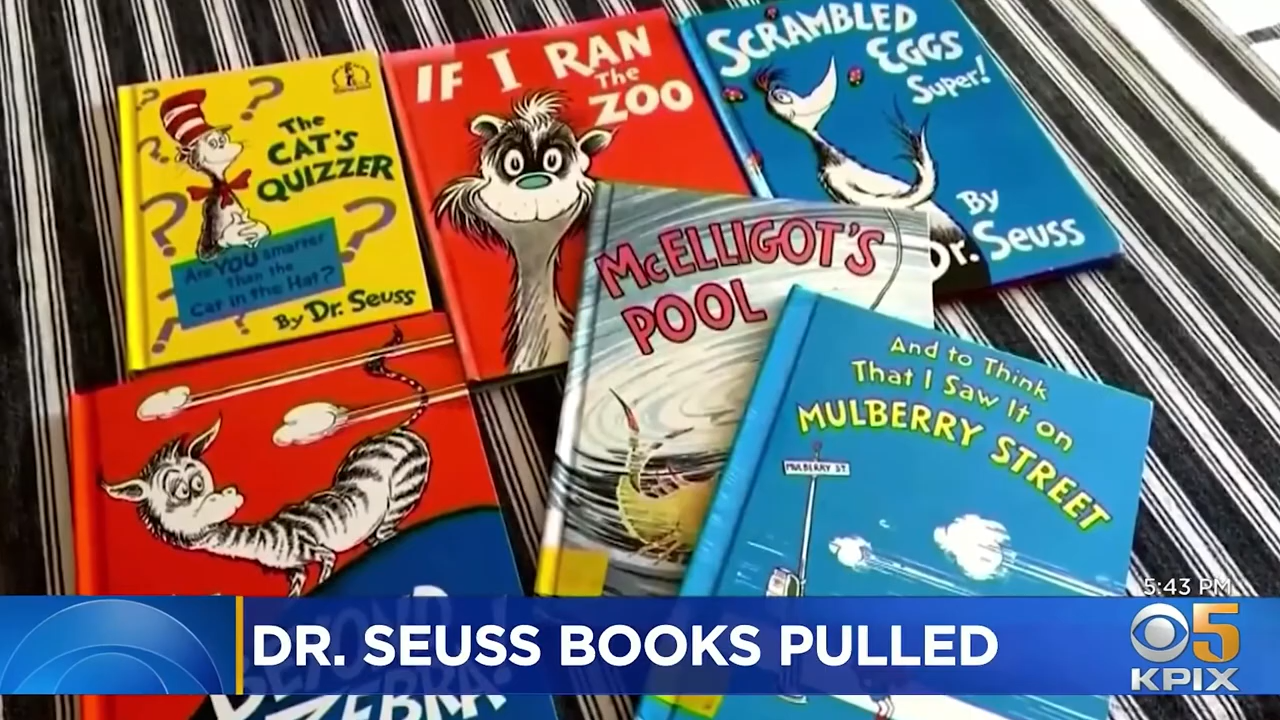 The
CAT'S
QUIZZER
Are YOU smarter
than the
Cat in the Hat?
By Dr. Seuss
IF I RAN
The
ZOO
SCRAMBLED
EGGS
Super!
By
Dr. Seuss
McELLIGOT'S
POOL
And to Think
That I Saw It on
MULBERRY STREET
MULBERRY ST.
BEYOND
ZEBRA!
5:43 PM
DR. SEUSS BOOKS PULLED
5
KPIX